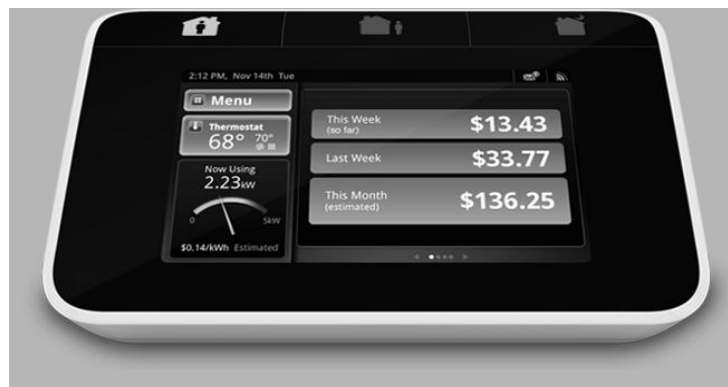 2:12 PM, Nov 14th Tue
Menu
Thermostat
68° 70°
Now Using
2.23kW
0 5kW
$0.14/kWh Estimated
This Week
(so far)
$13.43
Last Week
$33.77
This Month
(estimated)
$136.25